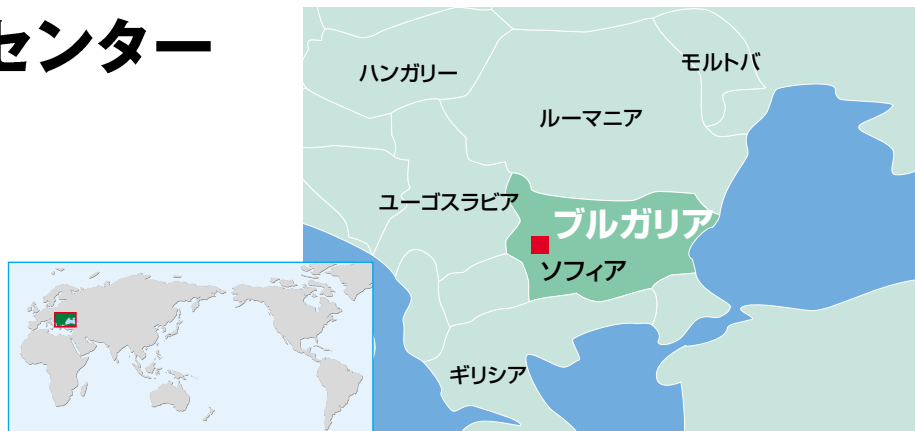 センター
ハンガリー
モルトバ
ルーマニア
ユーゴスラビア
ブルガリア
ソフィア
ギリシア